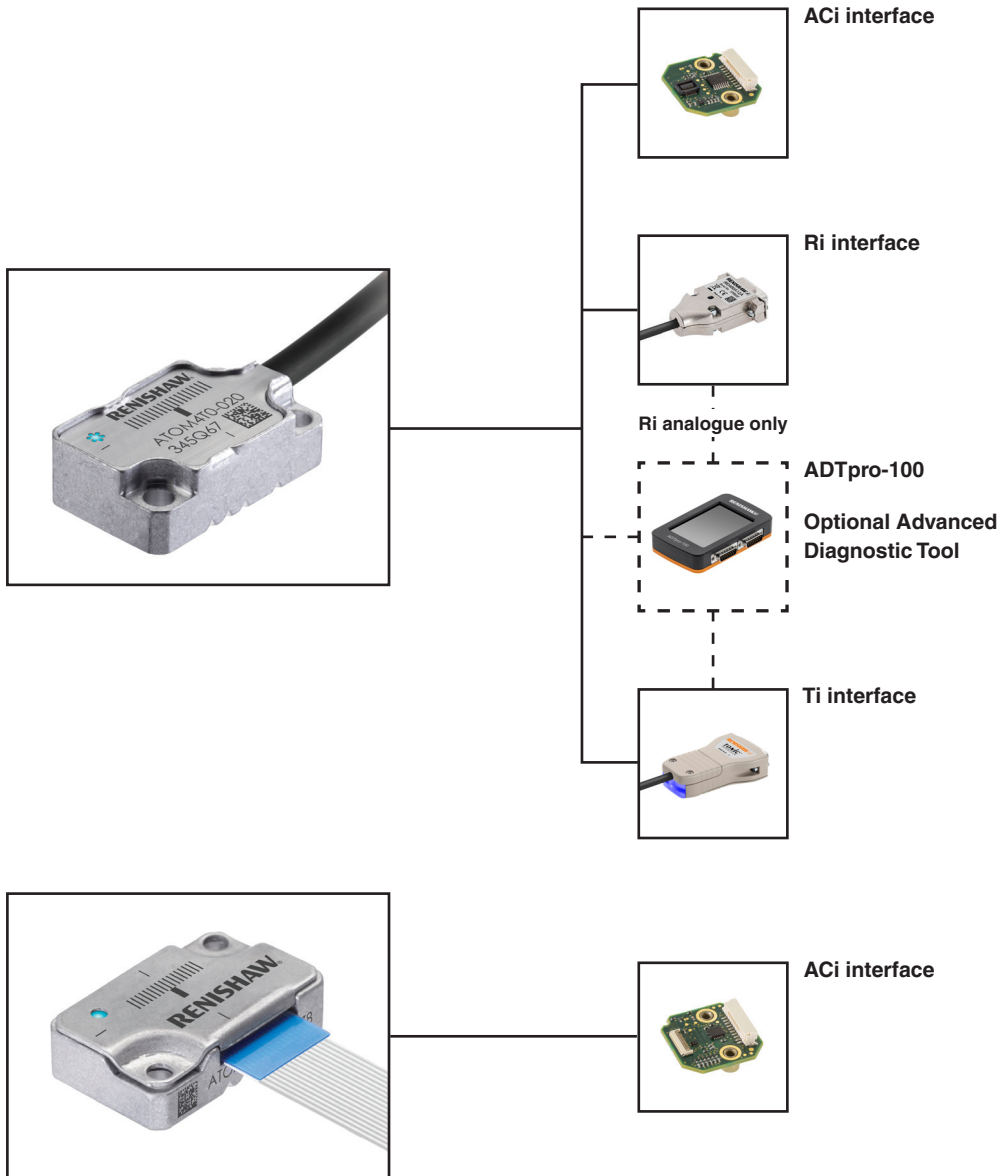 ACi interface
Ri interface
RENISHAW
ATOM4T0-020
345Q67
Ri analogue only
ADTpro-100
Optional Advanced
Diagnostic Tool
Ti interface
TONiC
RENISHAW
ACi interface